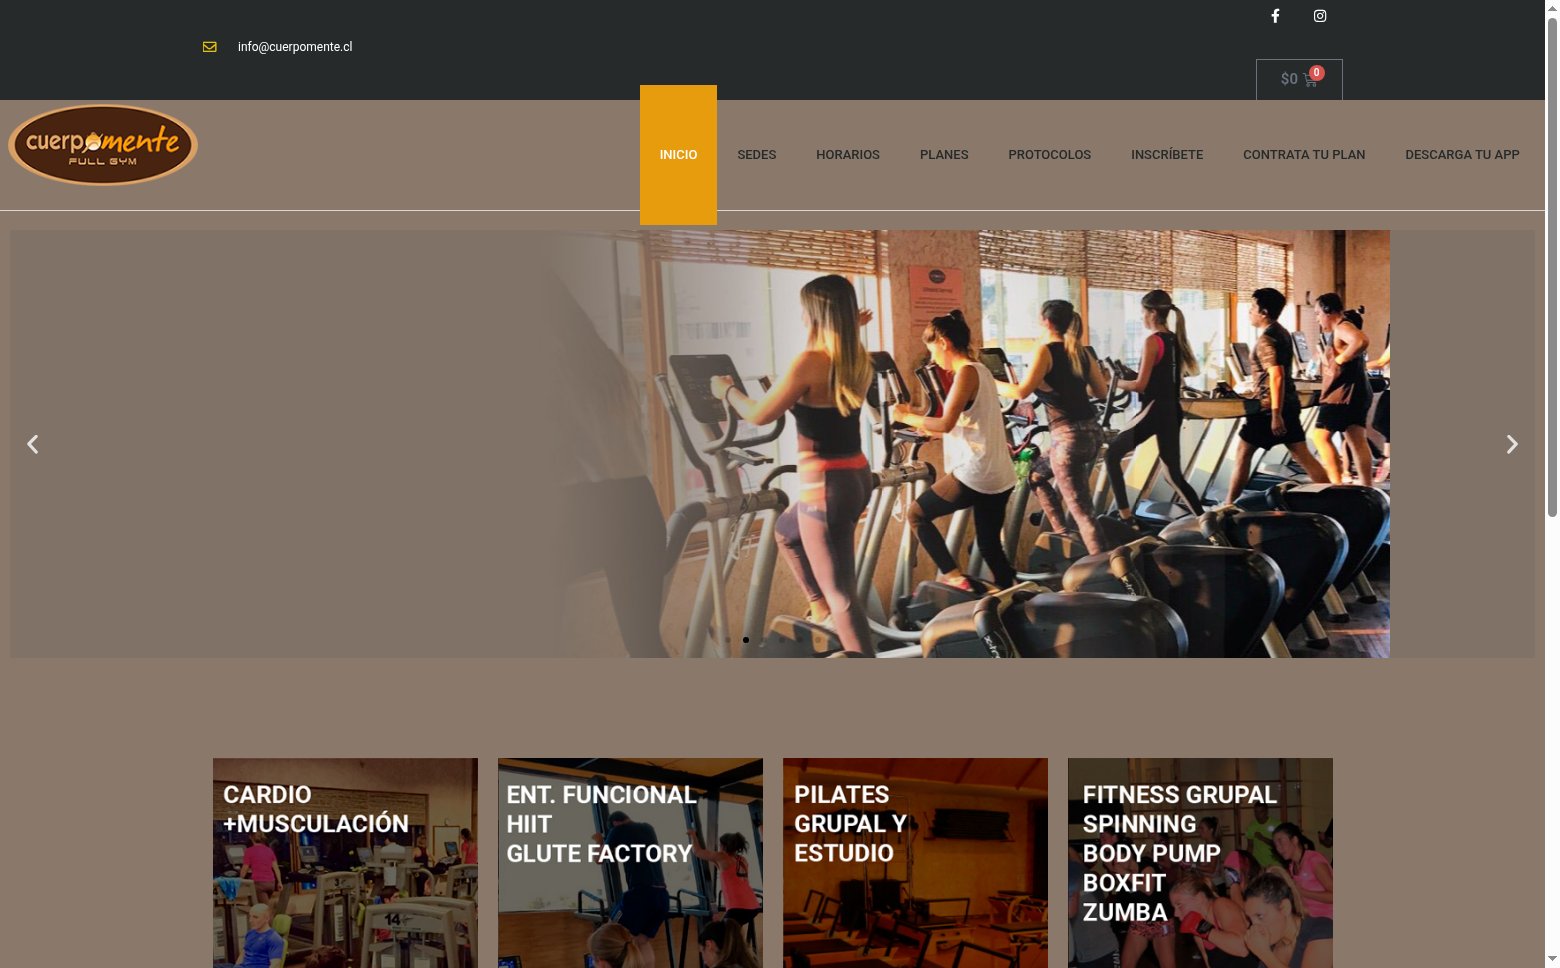 info@cuerpomente.cl
$0
0
cuerpomente
FULL GYM
INICIO
SEDES
HORARIOS
PLANES
PROTOCOLOS
INSCRÍBETE
CONTRATA TU PLAN
DESCARGA TU APP
CARDIO
+MUSCULACIÓN
ENT. FUNCIONAL
HIIT
GLUTE FACTORY
PILATES
GRUPAL Y
ESTUDIO
FITNESS GRUPAL
SPINNING
BODY PUMP
BOXFIT
ZUMBA
14